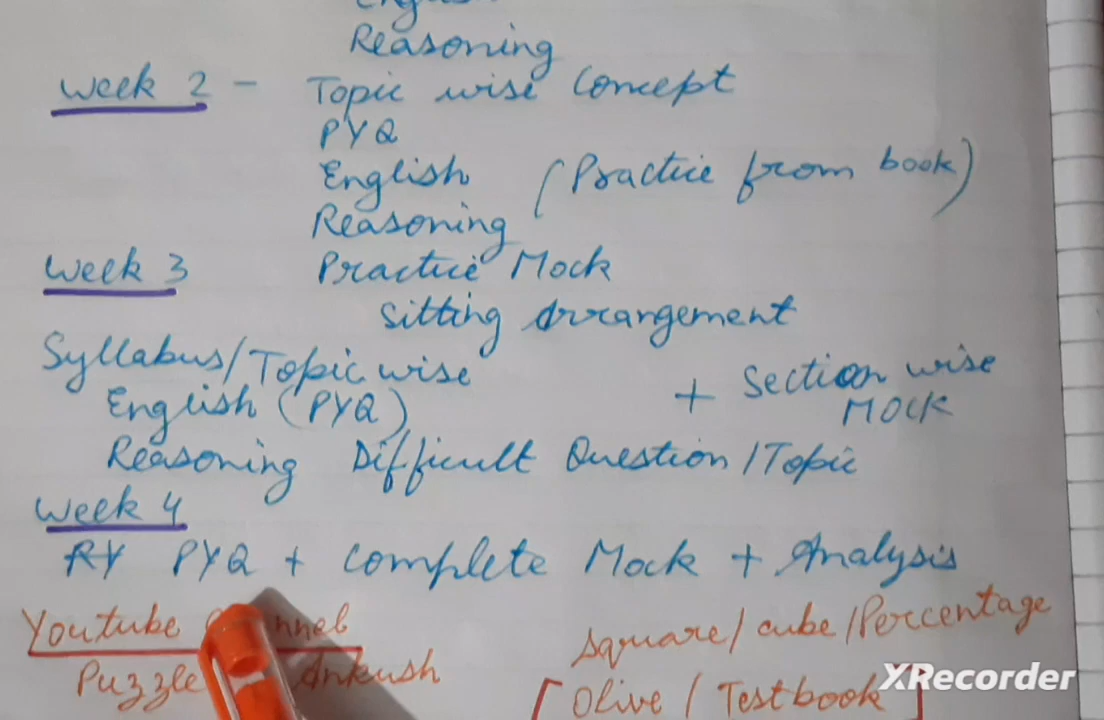 English
Reasoning
Week 2 - Topic wise Concept
PYQ
English (Practice from book)
Reasoning
Week 3 Practice Mock
Sitting Arrangement
Syllabus/Topic wise + Section wise
English (PYQ) MOCK
Reasoning Difficult Question/Topic
Week 4
PYQ + Complete Mock + Analysis
Youtube
Square/cube/Percentage
Puzzle Ankush
XRecorder
[Olive / Testbook]